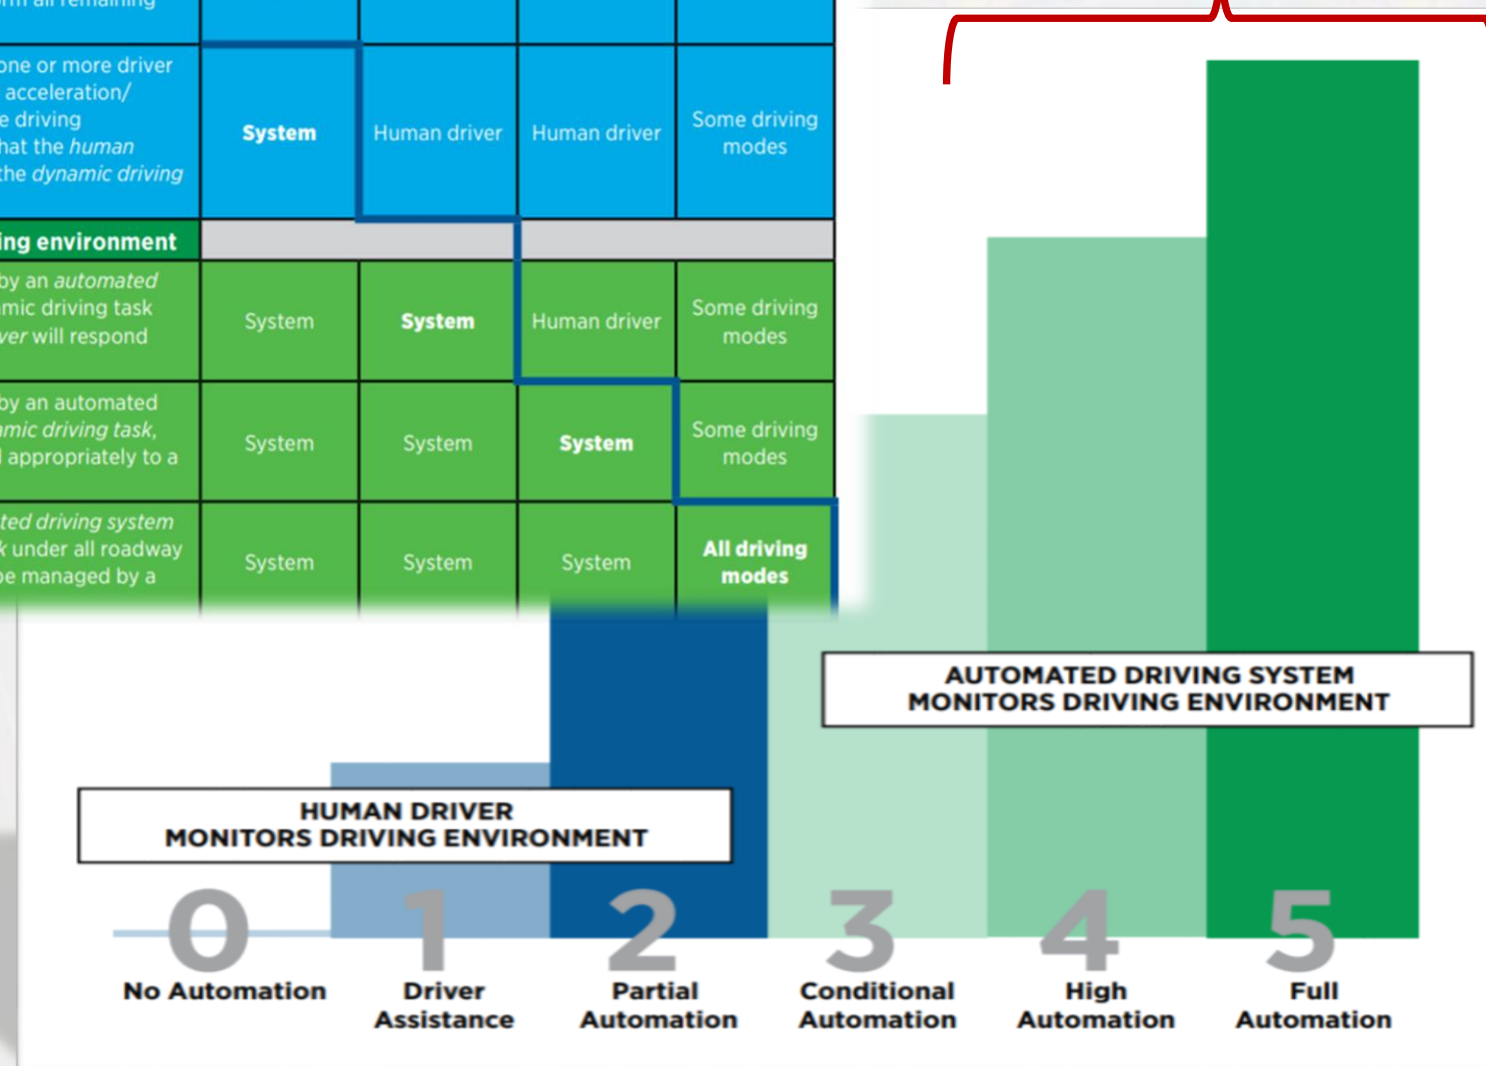 one or more driver
acceleration/
e driving
hat the human
the dynamic driving
System
Human driver
Human driver
Some driving
modes
ing environment
by an automated
mic driving task
ver will respond
System
System
Human driver
Some driving
modes
by an automated
amic driving task,
appropriately to a
System
System
System
Some driving
modes
ted driving system
k under all roadway
be managed by a
System
System
System
All driving
modes
AUTOMATED DRIVING SYSTEM
MONITORS DRIVING ENVIRONMENT
HUMAN DRIVER
MONITORS DRIVING ENVIRONMENT
0
1
2
3
4
5
No Automation
Driver
Assistance
Partial
Automation
Conditional
Automation
High
Automation
Full
Automation